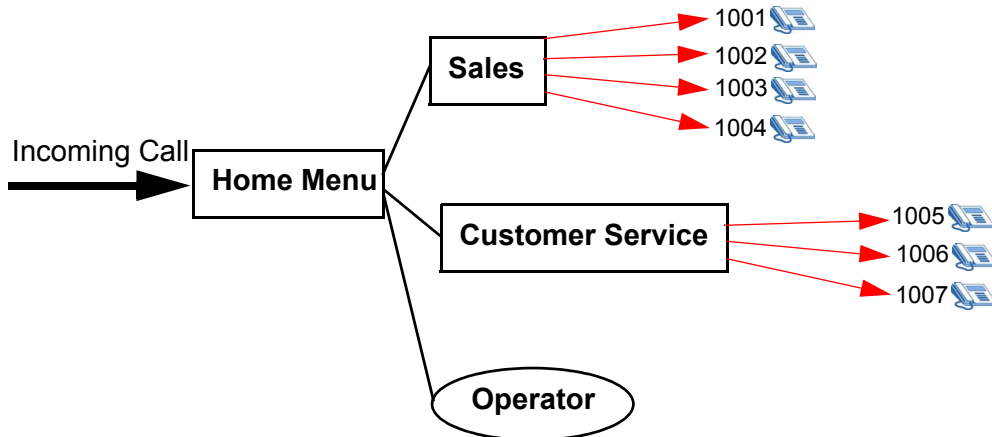 1001
1002
Sales
1003
1004
Incoming Call
Home Menu
1005
Customer Service
1006
1007
Operator